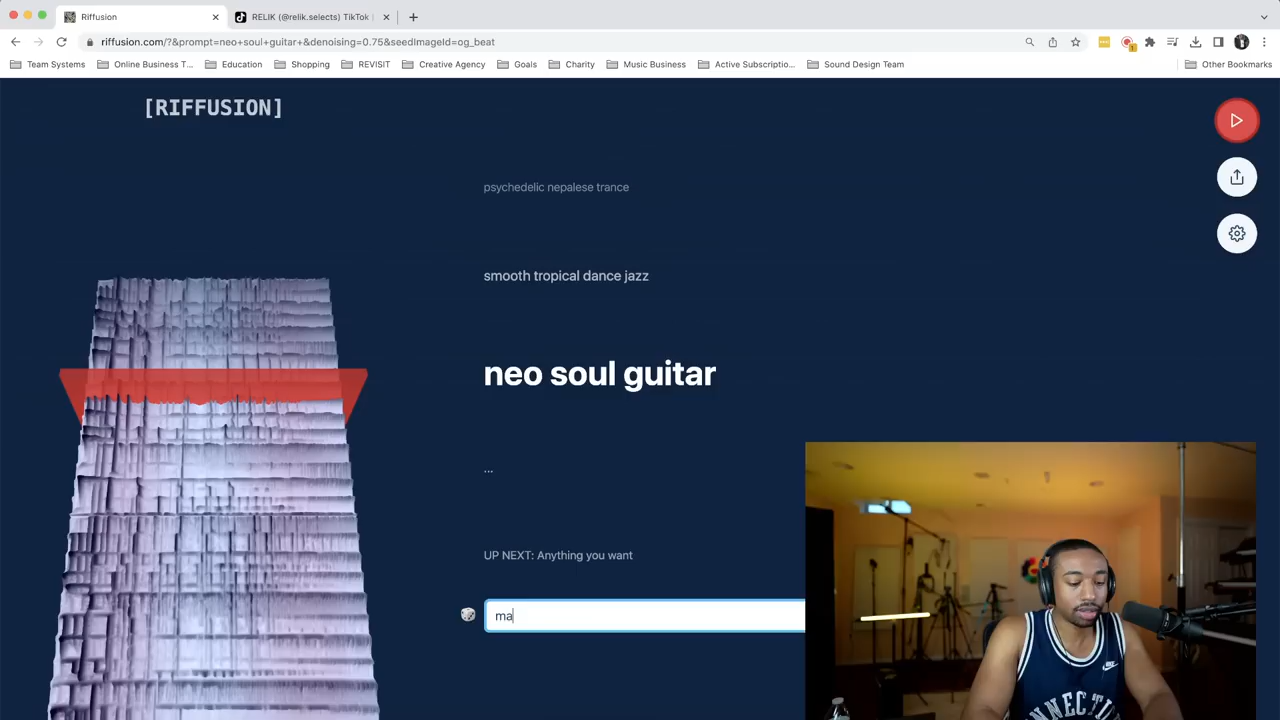 Riffusion
RELIK (@relik.selects) TikTok
riffusion.com/?&prompt=neo+soul+guitar+&denoising=0.75&seedImageId=og_beat
Team Systems
Online Business T...
Education
Shopping
REVISIT
Creative Agency
Goals
Charity
Music Business
Active Subscriptio...
Sound Design Team
Other Bookmarks
[RIFFUSION]
psychedelic nepalese trance
smooth tropical dance jazz
neo soul guitar
...
UP NEXT: Anything you want
ma